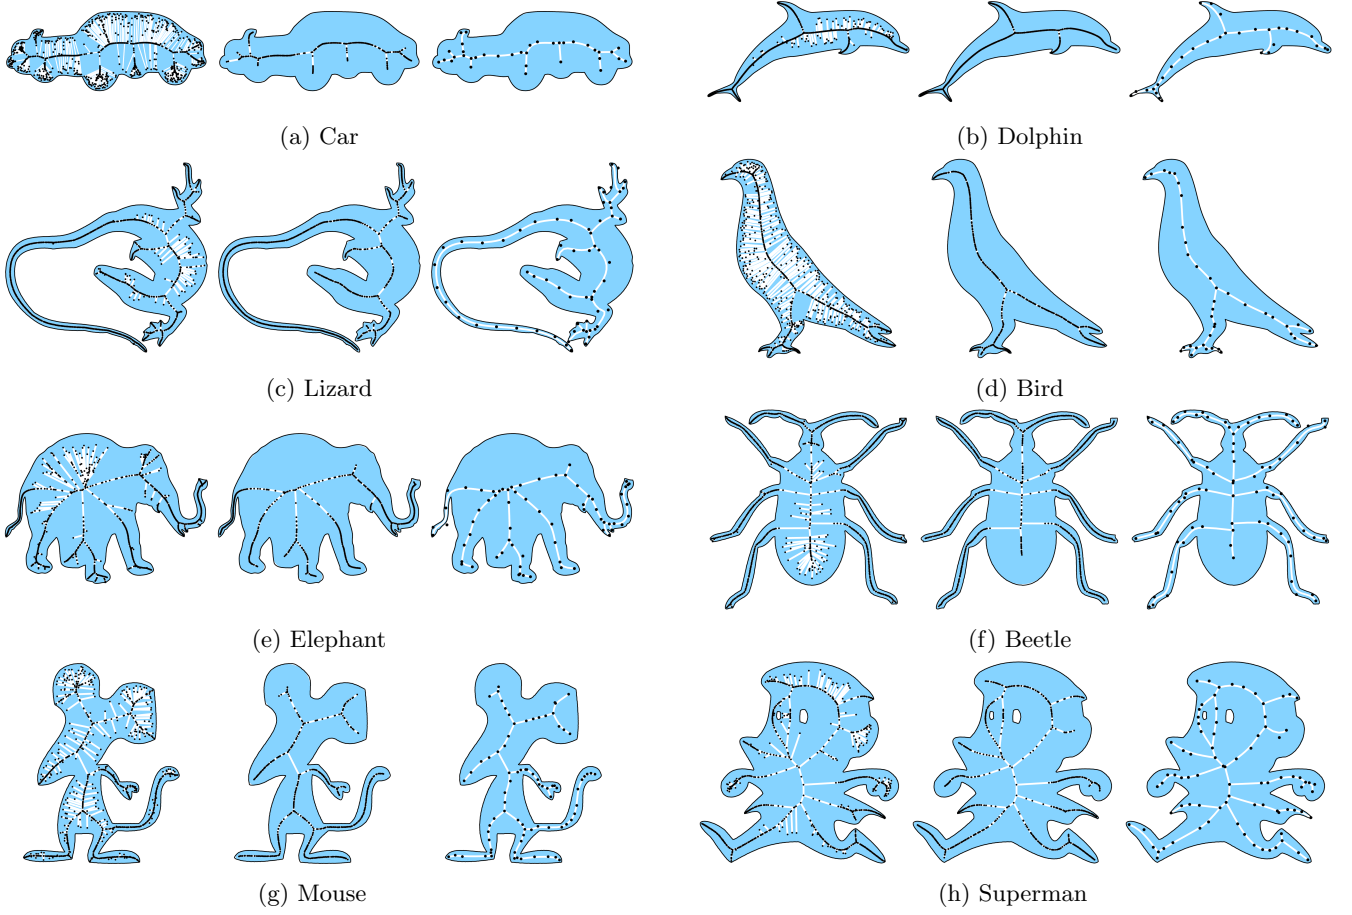 (a) Car
(b) Dolphin
(c) Lizard
(d) Bird
(e) Elephant
(f) Beetle
(g) Mouse
(h) Superman